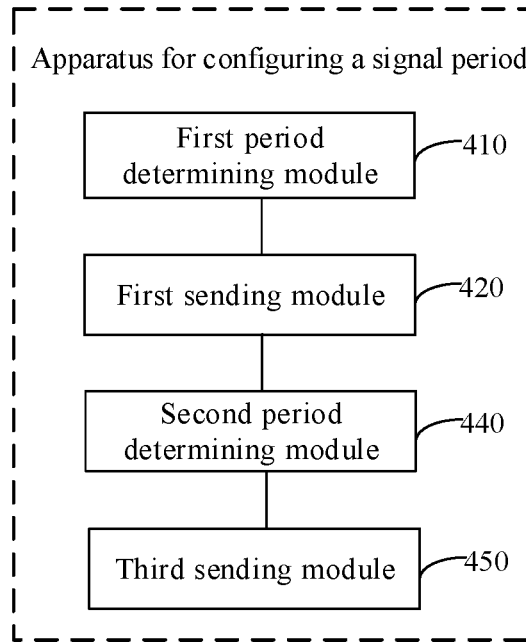 Apparatus for configuring a signal period
First period
determining module
410
First sending module
420
Second period
determining module
440
Third sending module
450